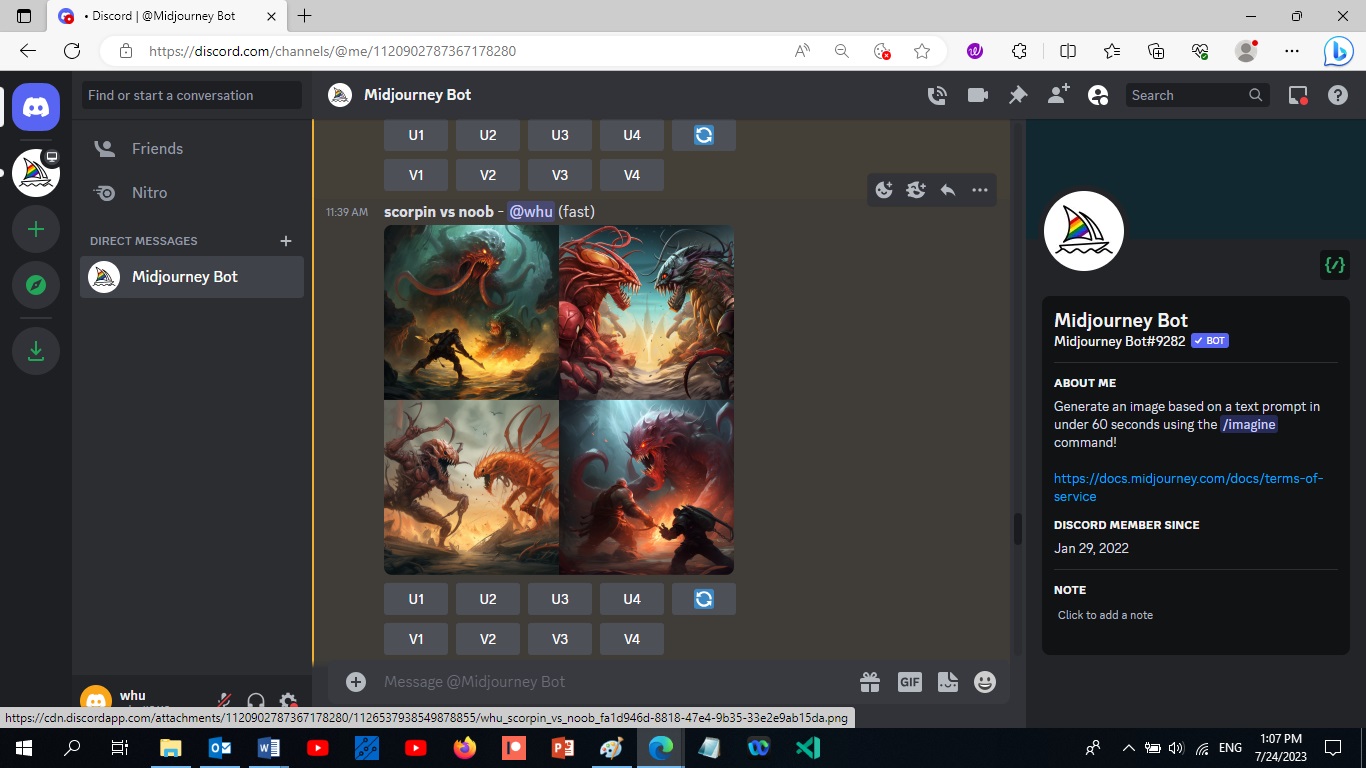 • Discord | @Midjourney Bot
https://discord.com/channels/@me/1120902787367178280
Find or start a conversation
Midjourney Bot
Search
Friends
Nitro
DIRECT MESSAGES
Midjourney Bot
U1 U2 U3 U4
V1 V2 V3 V4
11:39 AM scorpin vs noob - @whu (fast)
U1 U2 U3 U4
V1 V2 V3 V4
Message @Midjourney Bot
GIF
Midjourney Bot
Midjourney Bot#9282 BOT
ABOUT ME
Generate an image based on a text prompt in
under 60 seconds using the /imagine
command!
https://docs.midjourney.com/docs/terms-of-
service
DISCORD MEMBER SINCE
Jan 29, 2022
NOTE
Click to add a note
whu
https://cdn.discordapp.com/attachments/1120902787367178280/1126537938549878855/whu_scorpin_vs_noob_fa1d946d-8818-47e4-9b35-33e2e9ab15da.png
ENG
1:07 PM
7/24/2023